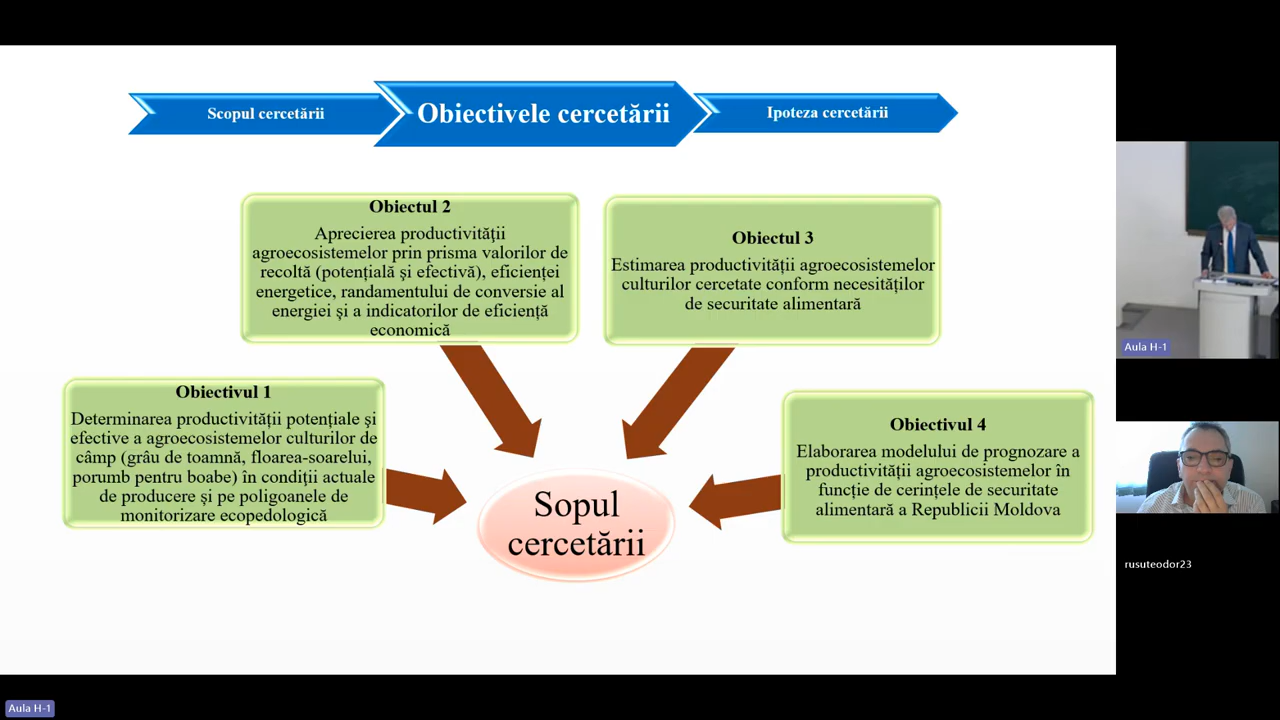 Scopul cercetării
Obiectivele cercetării
Ipoteza cercetării
Obiectul 2
Aprecierea productivității
agroecosistemelor prin prisma valorilor de
recoltă (potențială și efectivă), eficienței
energetice, randamentului de conversie al
energiei și a indicatorilor de eficiență
economică
Obiectul 3
Estimarea productivității agroecosistemelor
culturilor cercetate conform necesităților
de securitate alimentară
Obiectivul 1
Determinarea productivității potențiale și
efective a agroecosistemelor culturilor de
câmp (grâu de toamnă, floarea-soarelui,
porumb pentru boabe) în condiții actuale
de producere și pe poligoanele de
monitorizare ecopedologică
Obiectivul 4
Elaborarea modelului de prognozare a
productivității agroecosistemelor în
funcție de cerințele de securitate
alimentară a Republicii Moldova
Sopul
cercetării
Aula H-1
rusuteodor23
Aula H-1